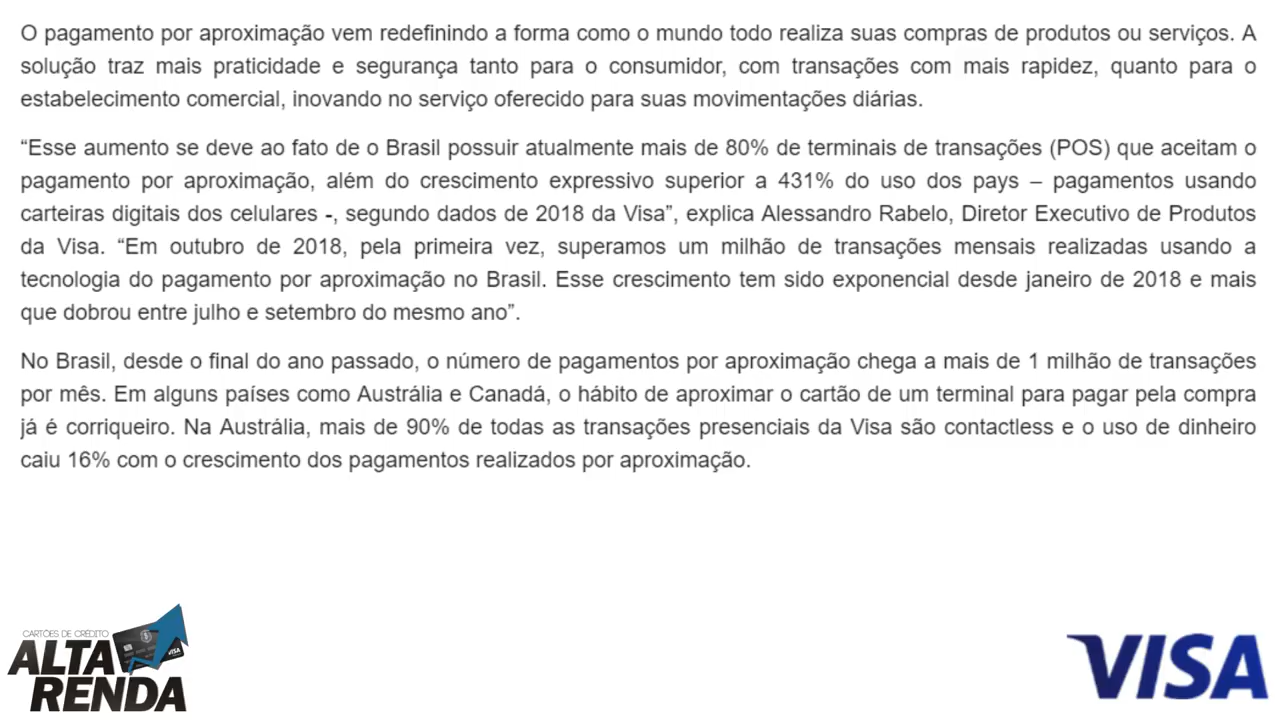 O pagamento por aproximação vem redefinindo a forma como o mundo todo realiza suas compras de produtos ou serviços. A
solução traz mais praticidade e segurança tanto para o consumidor, com transações com mais rapidez, quanto para o
estabelecimento comercial, inovando no serviço oferecido para suas movimentações diárias.
“Esse aumento se deve ao fato de o Brasil possuir atualmente mais de 80% de terminais de transações (POS) que aceitam o
pagamento por aproximação, além do crescimento expressivo superior a 431% do uso dos pays – pagamentos usando
carteiras digitais dos celulares -, segundo dados de 2018 da Visa”, explica Alessandro Rabelo, Diretor Executivo de Produtos
da Visa. “Em outubro de 2018, pela primeira vez, superamos um milhão de transações mensais realizadas usando a
tecnologia do pagamento por aproximação no Brasil. Esse crescimento tem sido exponencial desde janeiro de 2018 e mais
que dobrou entre julho e setembro do mesmo ano”.
No Brasil, desde o final do ano passado, o número de pagamentos por aproximação chega a mais de 1 milhão de transações
por mês. Em alguns países como Austrália e Canadá, o hábito de aproximar o cartão de um terminal para pagar pela compra
já é corriqueiro. Na Austrália, mais de 90% de todas as transações presenciais da Visa são contactless e o uso de dinheiro
caiu 16% com o crescimento dos pagamentos realizados por aproximação.
CARTÕES DE CRÉDITO
ALTA
RENDA
VISA
VISA